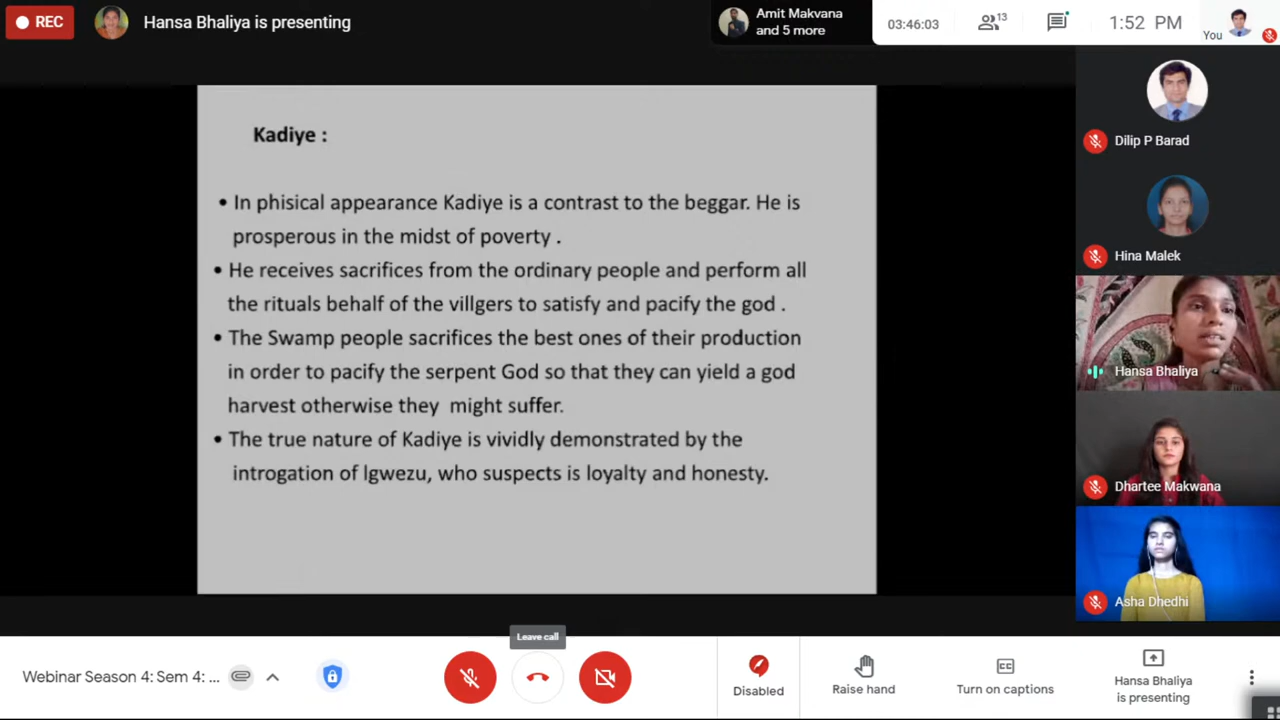 REC
Hansa Bhaliya is presenting
Amit Makvana
and 5 more
03:46:03
13
1:52 PM
You
Kadiye :
• In phisical appearance Kadiye is a contrast to the beggar. He is
prosperous in the midst of poverty .
• He receives sacrifices from the ordinary people and perform all
the rituals behalf of the villgers to satisfy and pacify the god .
• The Swamp people sacrifices the best ones of their production
in order to pacify the serpent God so that they can yield a god
harvest otherwise they might suffer.
• The true nature of Kadiye is vividly demonstrated by the
introgation of Igwezu, who suspects is loyalty and honesty.
Dilip P Barad
Hina Malek
Hansa Bhaliya
Dhartee Makwana
Asha Dhedhi
Leave call
Webinar Season 4: Sem 4: ...
Disabled
Raise hand
CC
Turn on captions
Hansa Bhaliya
is presenting